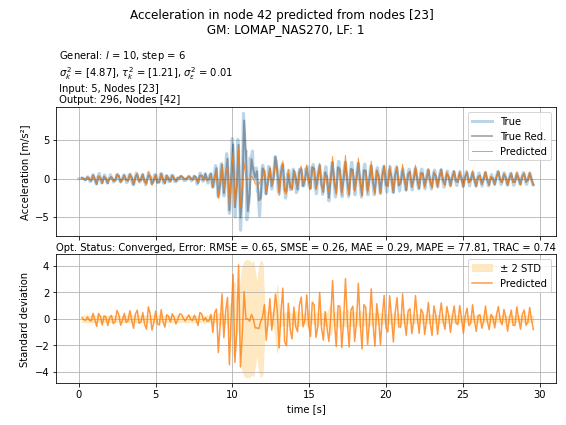 Acceleration in node 42 predicted from nodes [23]
GM: LOMAP_NAS270, LF: 1
General: l = 10, step = 6
σ²ₖ = [4.87], τ²ₖ = [1.21], σ²ε = 0.01
Input: 5, Nodes [23]
Output: 296, Nodes [42]
True
True Red.
Predicted
Acceleration [m/s²]
5
0
−5
Opt. Status: Converged, Error: RMSE = 0.65, SMSE = 0.26, MAE = 0.29, MAPE = 77.81, TRAC = 0.74
± 2 STD
Predicted
Standard deviation
4
2
0
−2
−4
0 5 10 15 20 25 30
time [s]